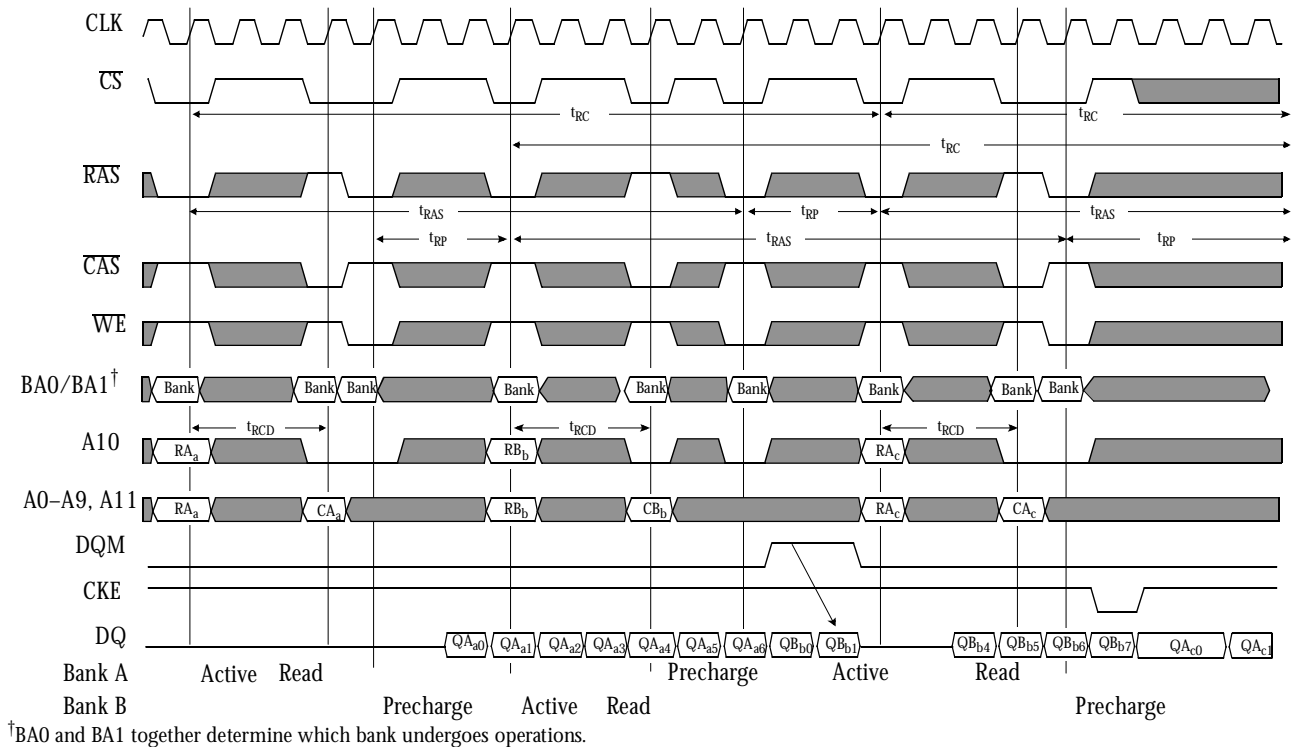 CLK
CS
tRC tRC
tRC
RAS
tRAS tRP tRAS
tRP tRAS tRP
CAS
WE
BA0/BA1† Bank Bank Bank Bank Bank Bank Bank Bank Bank
tRCD tRCD tRCD
A10 RAa RBb RAc
A0–A9, A11 RAa CAa RBb CBb RAc CAc
DQM
CKE
DQ QAa0 QAa1 QAa2 QAa3 QAa4 QAa5 QAa6 QBb0 QBb1 QBb4 QBb5 QBb6 QBb7 QAc0 QAc1
Bank A Active Read Precharge Active Read
Bank B Precharge Active Read Precharge
†BA0 and BA1 together determine which bank undergoes operations.